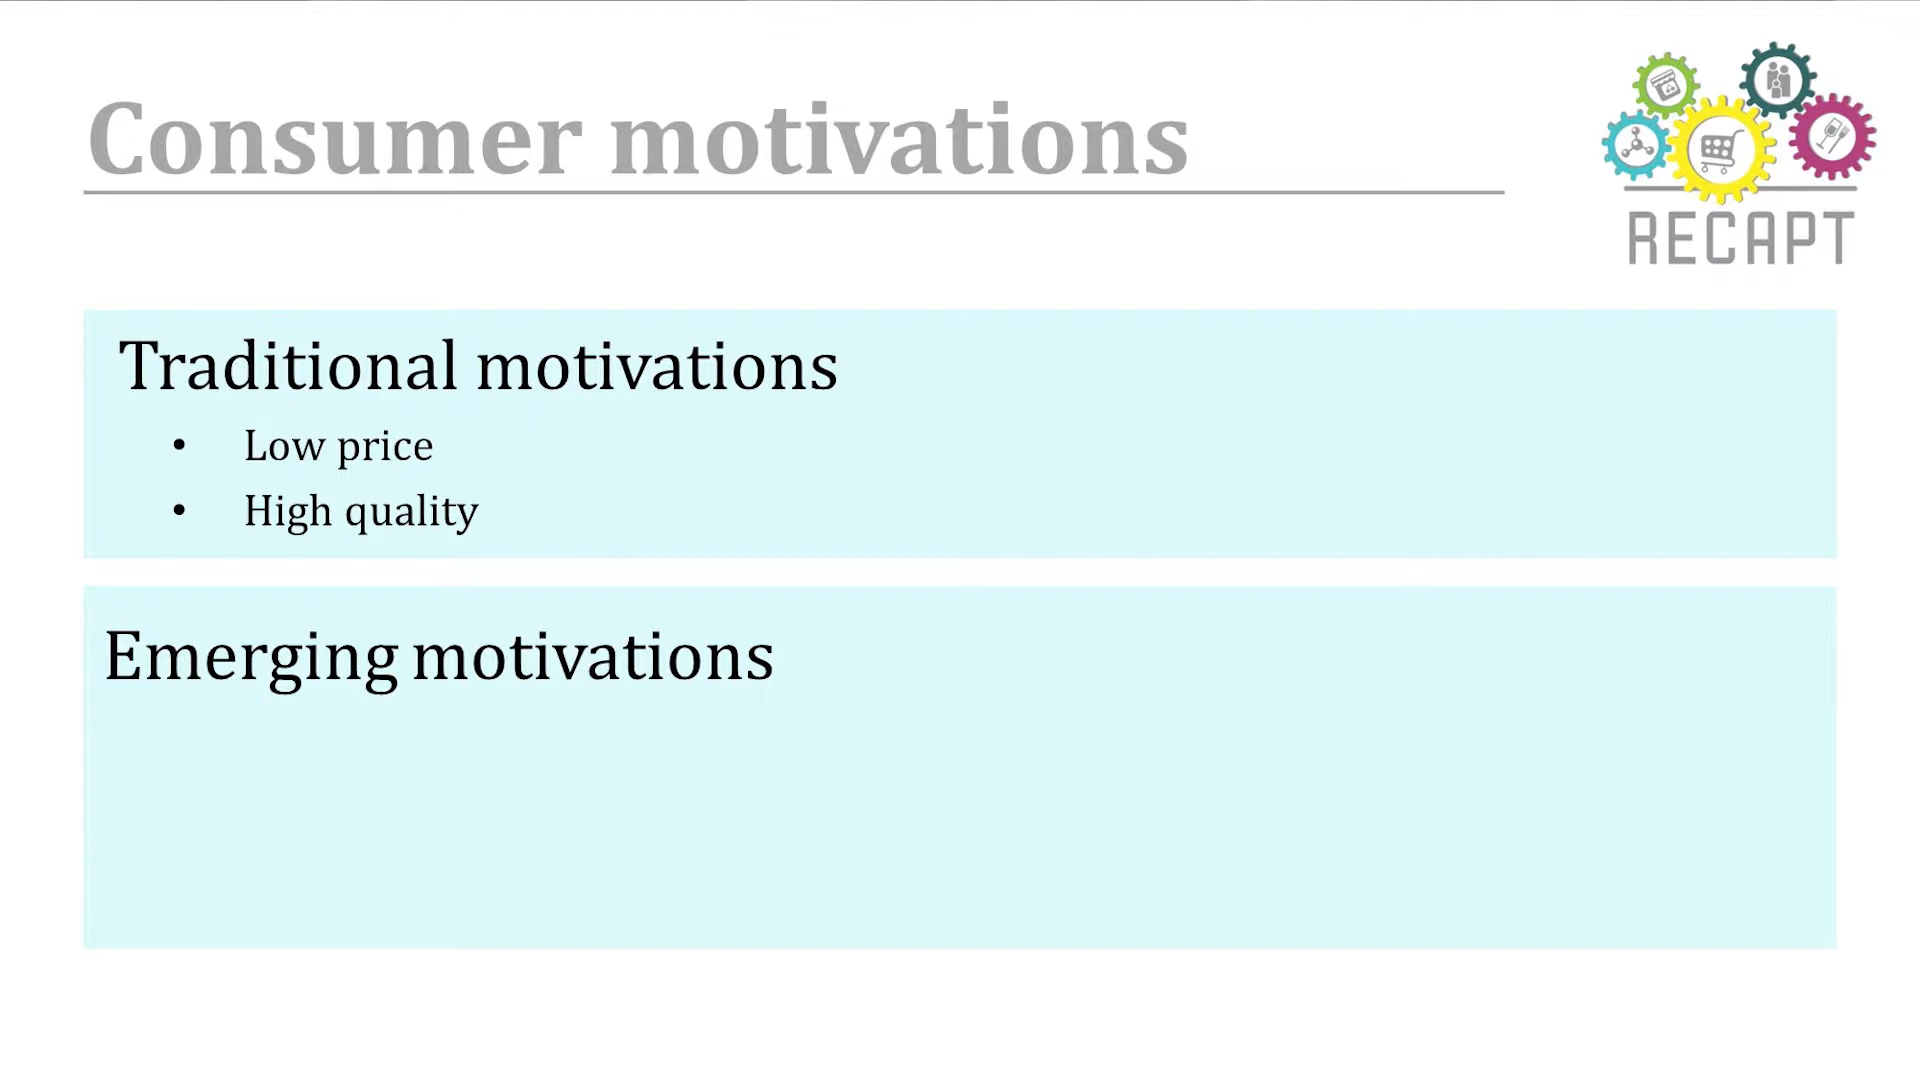 Consumer motivations
RECAPT
Traditional motivations
• Low price
• High quality
Emerging motivations